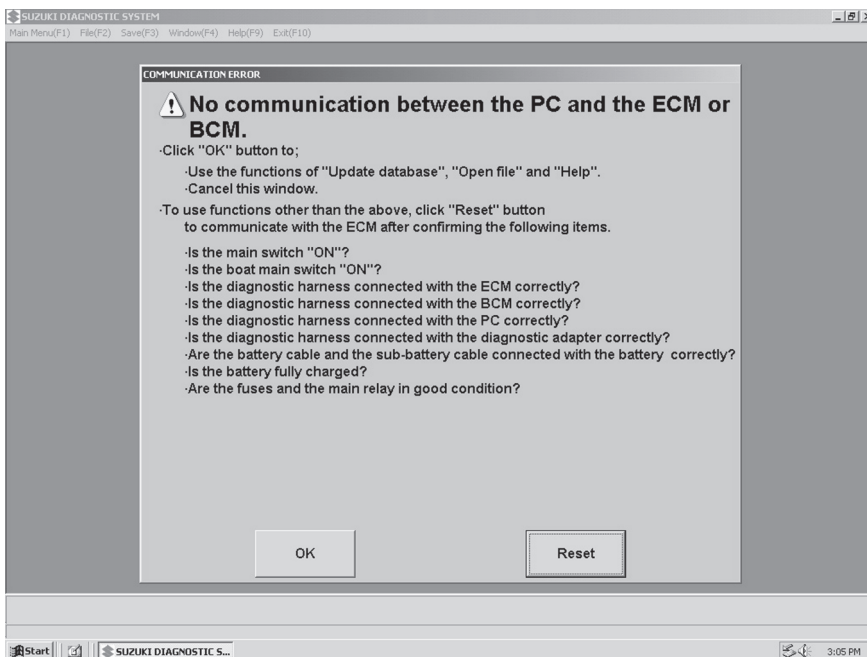 SUZUKI DIAGNOSTIC SYSTEM
Main Menu(F1) File(F2) Save(F3) Window(F4) Help(F9) Exit(F10)
COMMUNICATION ERROR
No communication between the PC and the ECM or
BCM.
·Click "OK" button to;
·Use the functions of "Update database", "Open file" and "Help".
·Cancel this window.
·To use functions other than the above, click "Reset" button
to communicate with the ECM after confirming the following items.
·Is the main switch "ON"?
·Is the boat main switch "ON"?
·Is the diagnostic harness connected with the ECM correctly?
·Is the diagnostic harness connected with the BCM correctly?
·Is the diagnostic harness connected with the PC correctly?
·Is the diagnostic harness connected with the diagnostic adapter correctly?
·Are the battery cable and the sub-battery cable connected with the battery correctly?
·Is the battery fully charged?
·Are the fuses and the main relay in good condition?
OK Reset
Start SUZUKI DIAGNOSTIC S... 3:05 PM